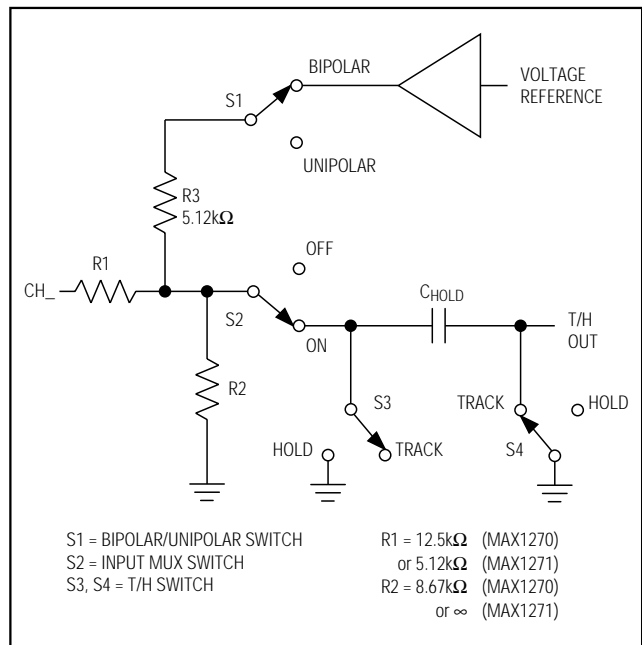 BIPOLAR
VOLTAGE
REFERENCE
S1
UNIPOLAR
R3
5.12kΩ
OFF
R1
CH_
S2
ON
CHOLD
T/H
OUT
R2
S3
TRACK
HOLD
HOLD
TRACK
S4
S1 = BIPOLAR/UNIPOLAR SWITCH
S2 = INPUT MUX SWITCH
S3, S4 = T/H SWITCH
R1 = 12.5kΩ (MAX1270)
or 5.12kΩ (MAX1271)
R2 = 8.67kΩ (MAX1270)
or ∞ (MAX1271)